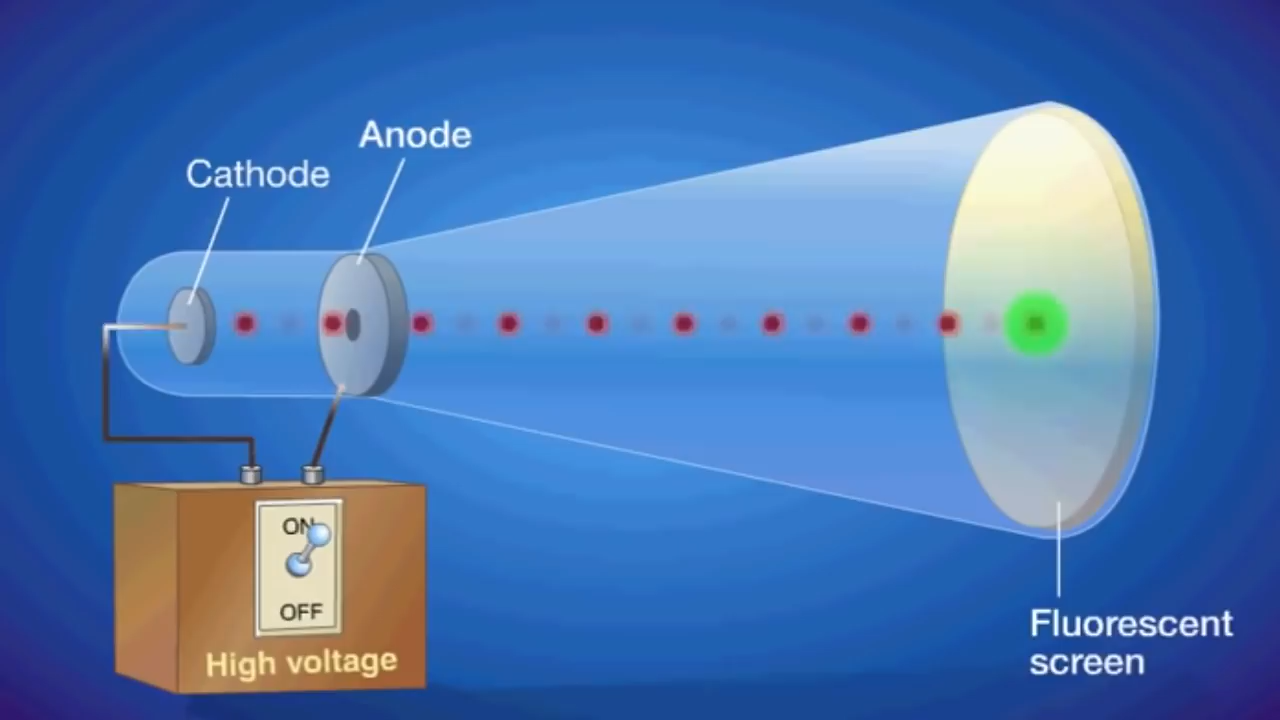 Anode
Cathode
ON
OFF
High voltage
Fluorescent
screen